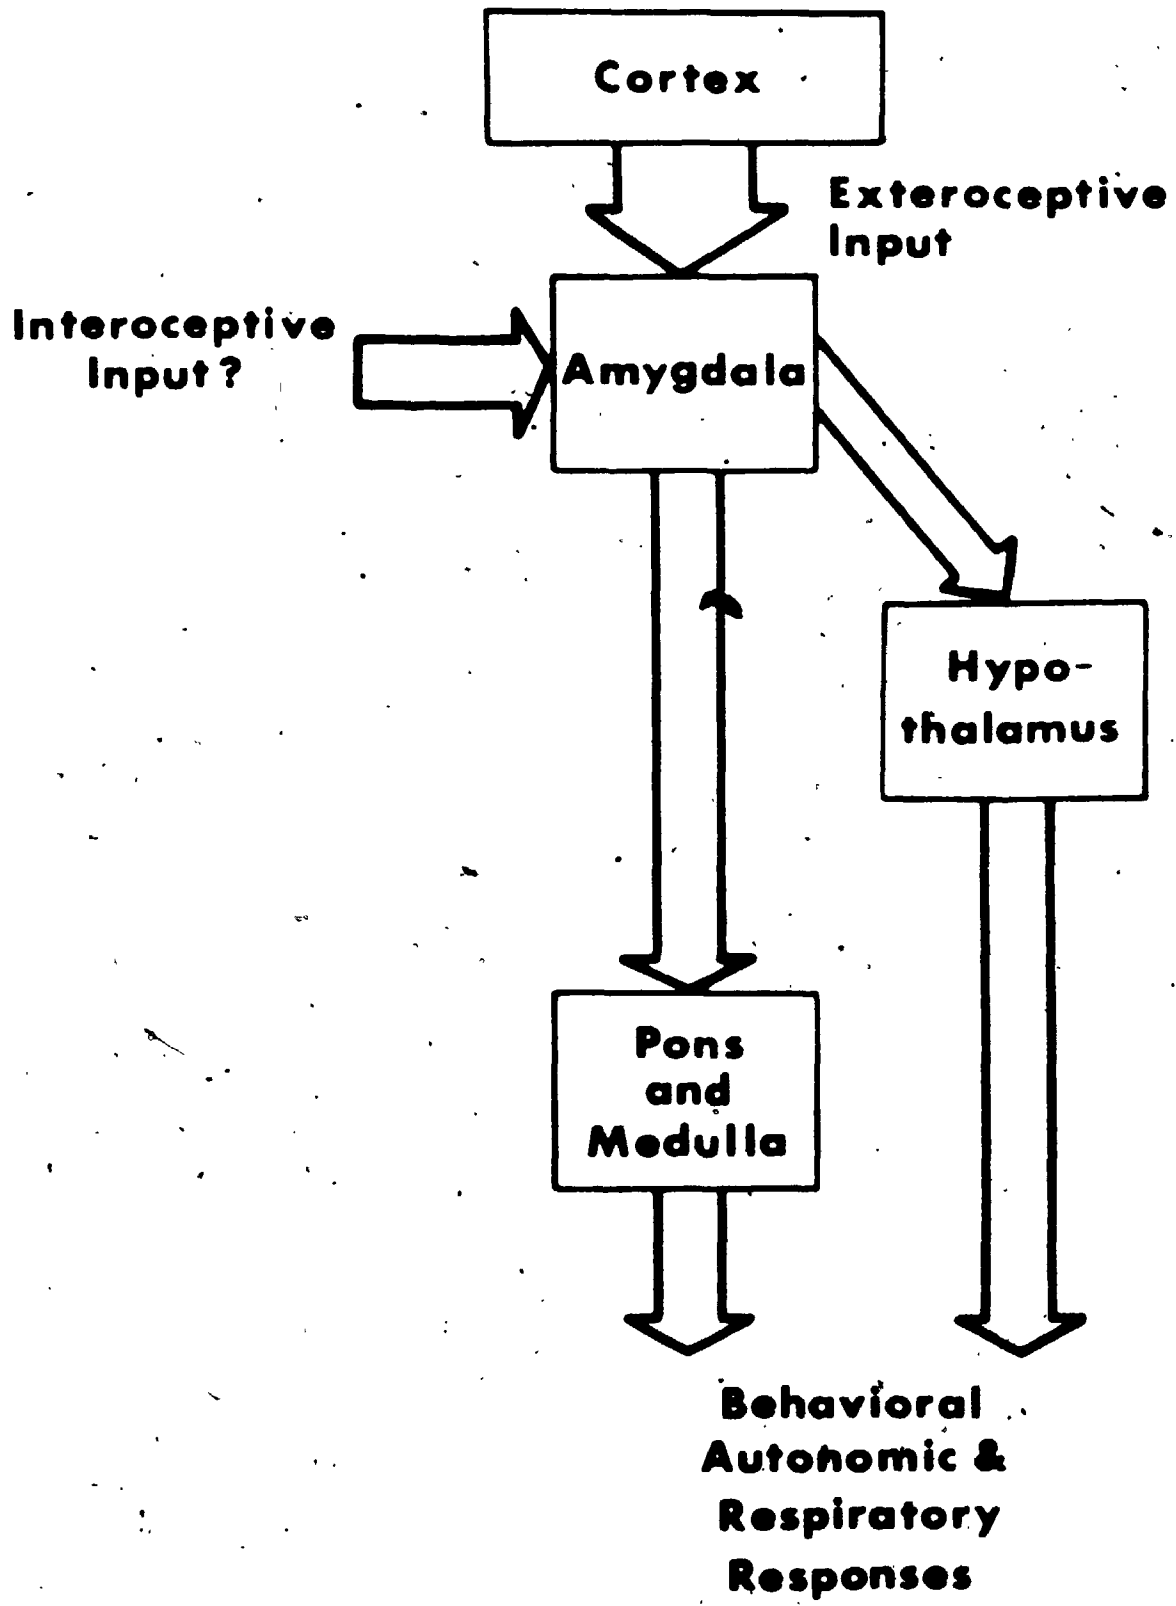 Cortex
Exteroceptive
Input
Interoceptive
Input?
Amygdala
Hypo-
thalamus
Pons
and
Medulla
Behavioral
Autonomic &
Respiratory
Responses